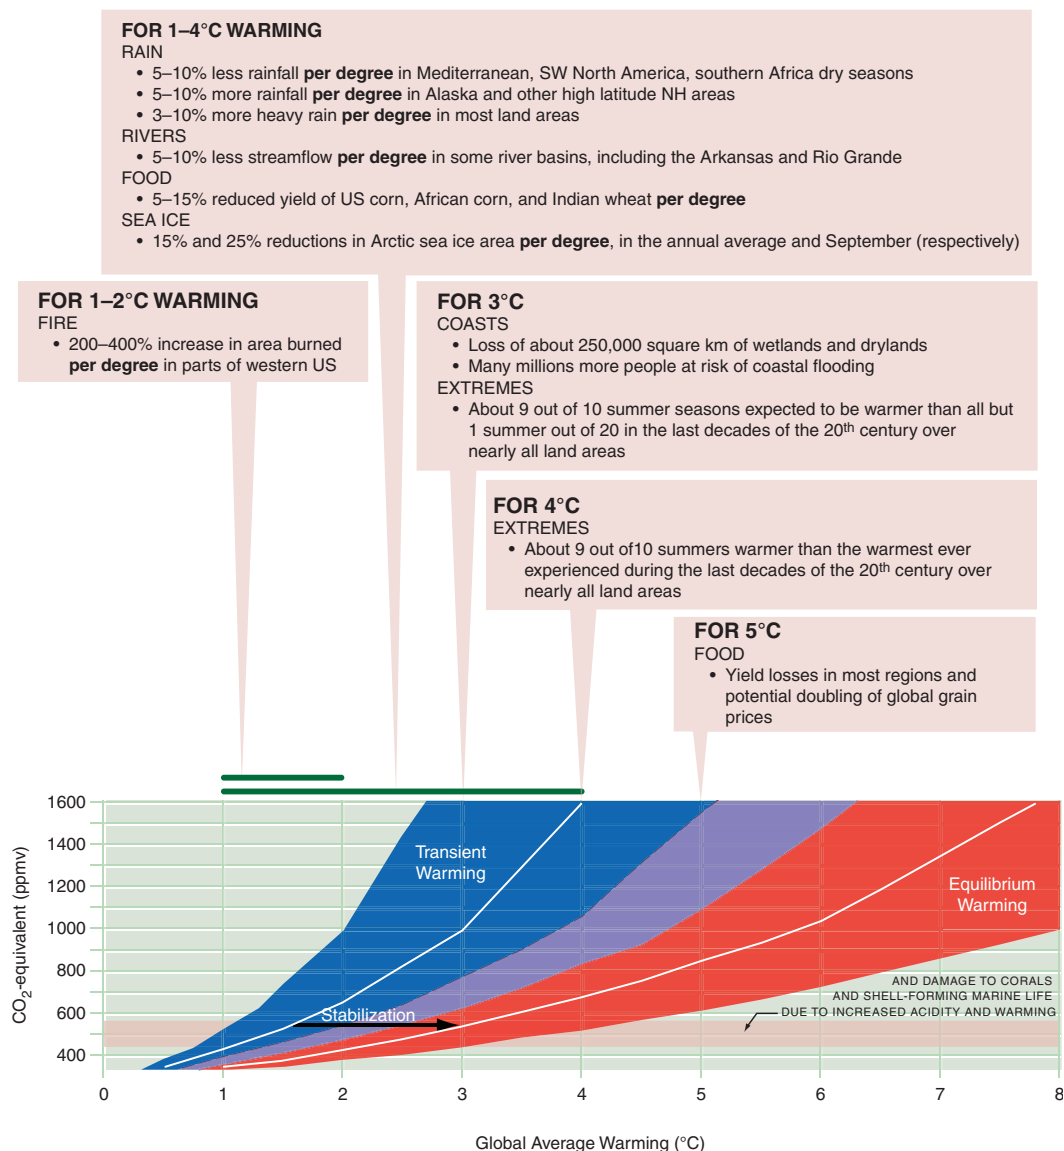 FOR 1–4°C WARMING
RAIN
• 5–10% less rainfall per degree in Mediterranean, SW North America, southern Africa dry seasons
• 5–10% more rainfall per degree in Alaska and other high latitude NH areas
• 3–10% more heavy rain per degree in most land areas
RIVERS
• 5–10% less streamflow per degree in some river basins, including the Arkansas and Rio Grande
FOOD
• 5–15% reduced yield of US corn, African corn, and Indian wheat per degree
SEA ICE
• 15% and 25% reductions in Arctic sea ice area per degree, in the annual average and September (respectively)
FOR 1–2°C WARMING
FIRE
• 200–400% increase in area burned
per degree in parts of western US
FOR 3°C
COASTS
• Loss of about 250,000 square km of wetlands and drylands
• Many millions more people at risk of coastal flooding
EXTREMES
• About 9 out of 10 summer seasons expected to be warmer than all but
1 summer out of 20 in the last decades of the 20th century over
nearly all land areas
FOR 4°C
EXTREMES
• About 9 out of10 summers warmer than the warmest ever
experienced during the last decades of the 20th century over
nearly all land areas
FOR 5°C
FOOD
• Yield losses in most regions and
potential doubling of global grain
prices
CO2-equivalent (ppmv)
1600
1400
1200
1000
800
600
400
Transient
Warming
Equilibrium
Warming
Stabilization
AND DAMAGE TO CORALS
AND SHELL-FORMING MARINE LIFE
DUE TO INCREASED ACIDITY AND WARMING
0 1 2 3 4 5 6 7 8
Global Average Warming (°C)